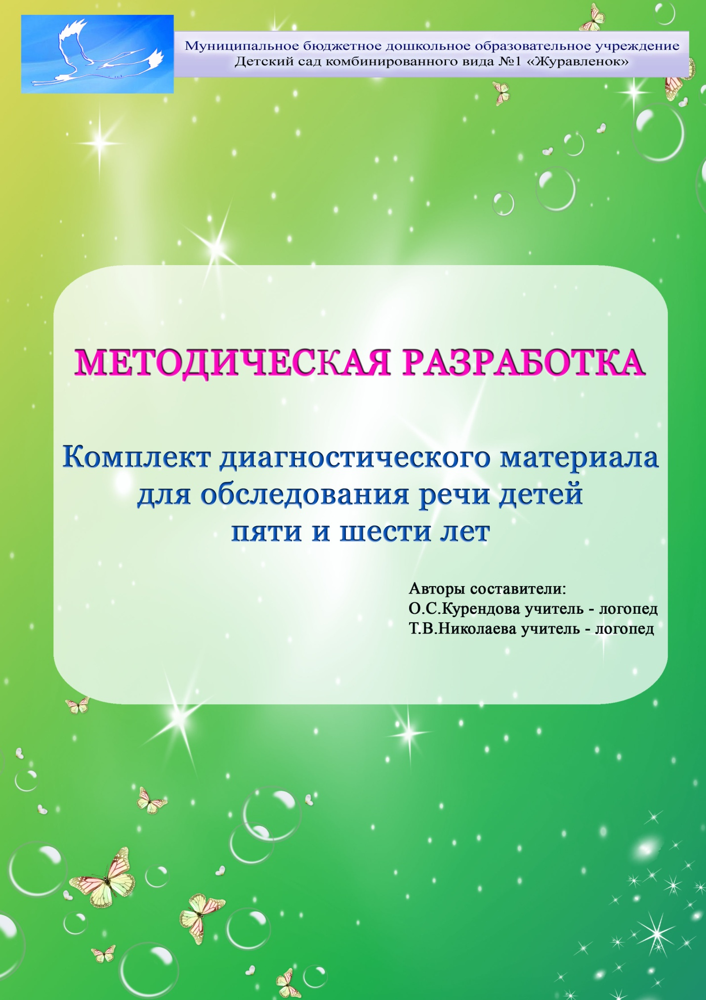 Муниципальное бюджетное дошкольное образовательное учреждение
Детский сад комбинированного вида №1 «Журавленок»
МЕТОДИЧЕСКАЯ РАЗРАБОТКА
Комплект диагностического материала
для обследования речи детей
пяти и шести лет
Авторы составители:
О.С.Курендова учитель - логопед
Т.В.Николаева учитель - логопед